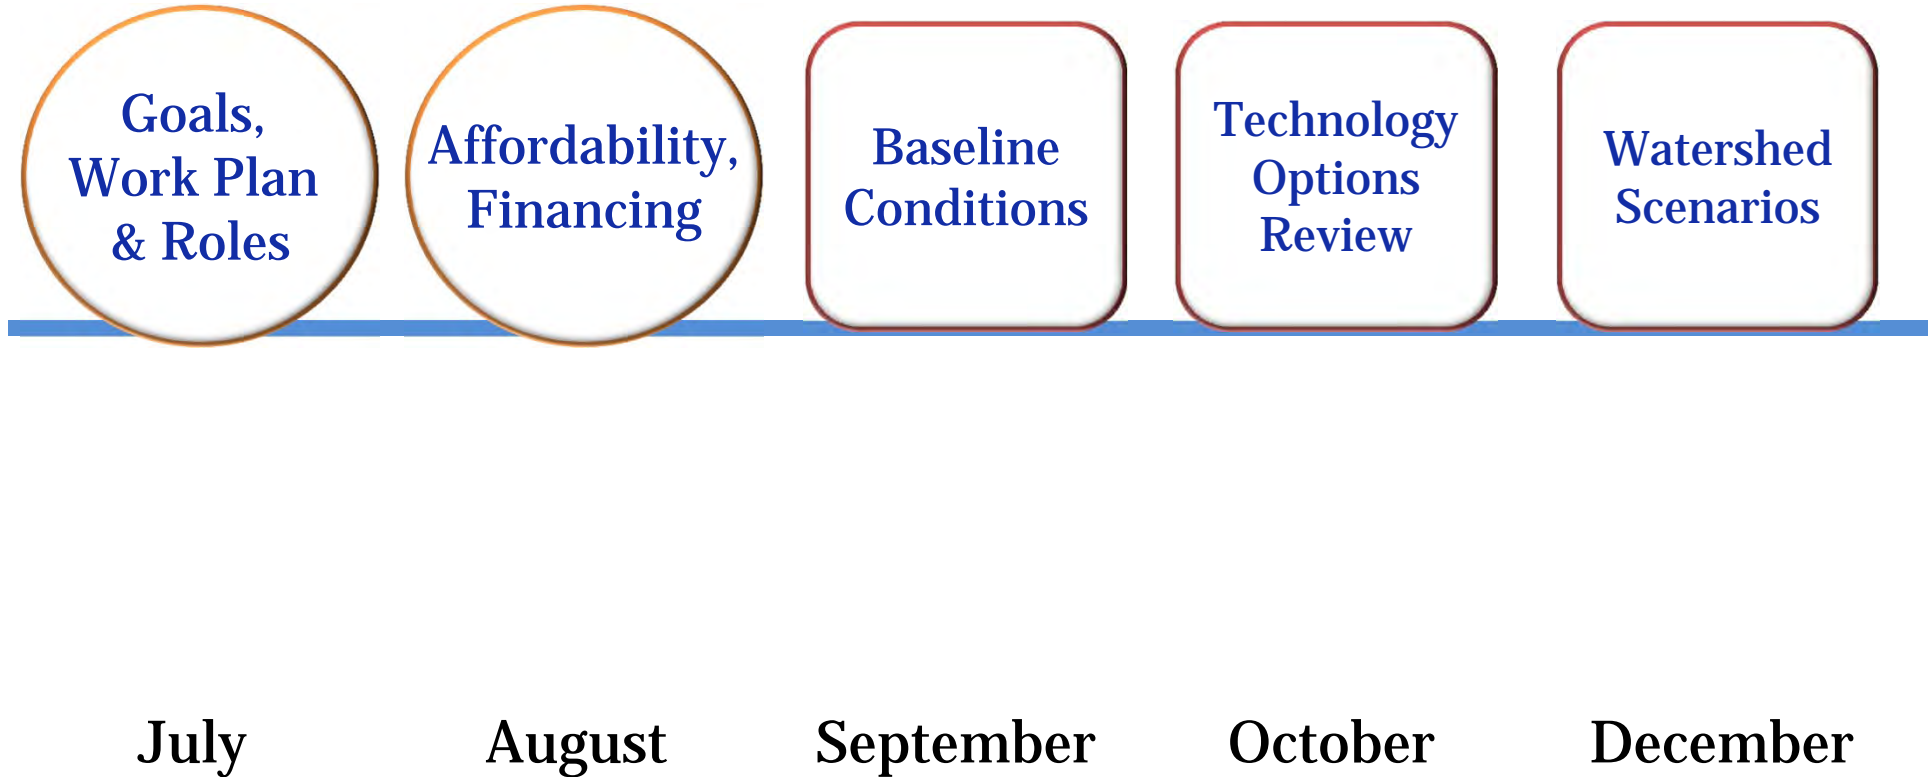 Goals,
Work Plan
& Roles
Affordability,
Financing
Baseline
Conditions
Technology
Options
Review
Watershed
Scenarios
July
August
September
October
December